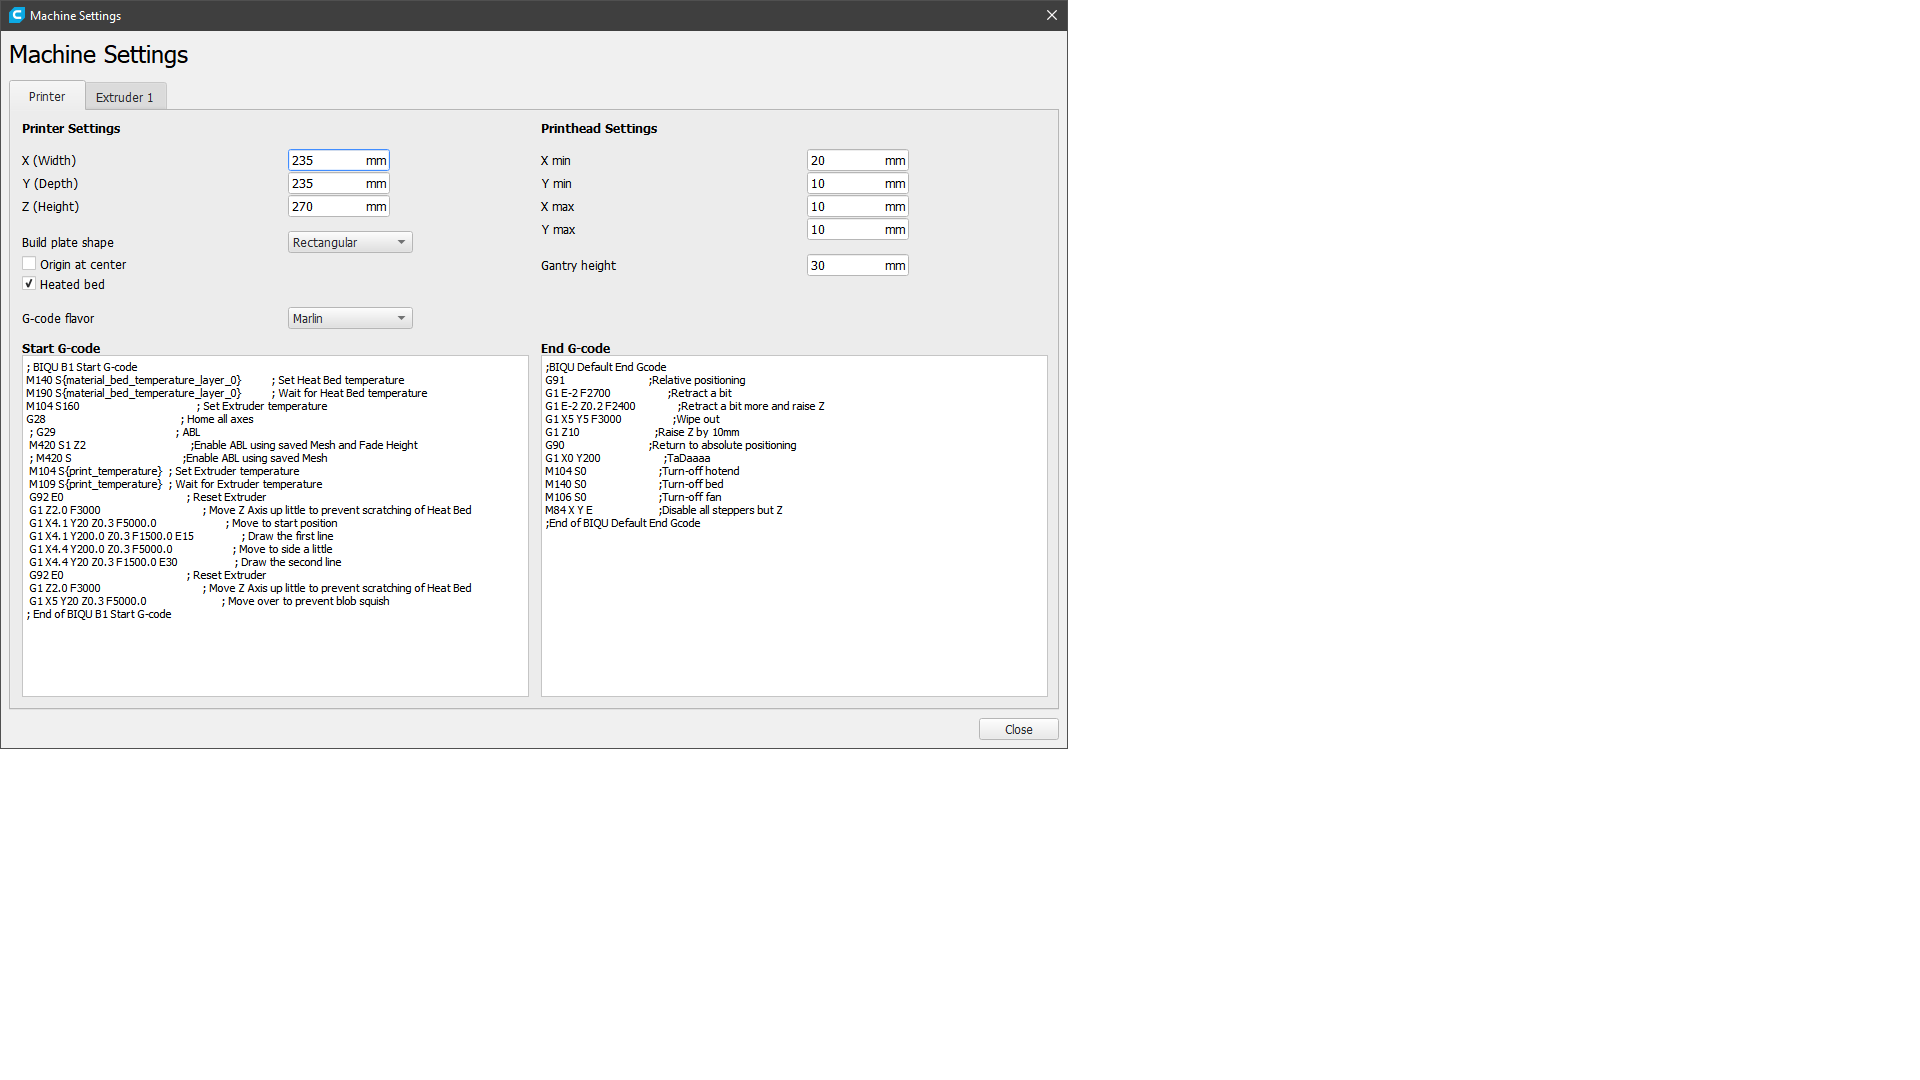 Machine Settings
Machine Settings
Printer
Extruder 1
Printer Settings
X (Width)
235 mm
Y (Depth)
235 mm
Z (Height)
270 mm
Build plate shape
Rectangular
Origin at center
Heated bed
G-code flavor
Marlin
Printhead Settings
X min
20 mm
Y min
10 mm
X max
10 mm
Y max
10 mm
Gantry height
30 mm
Start G-code
; BIQU B1 Start G-code
M140 S{material_bed_temperature_layer_0} ; Set Heat Bed temperature
M190 S{material_bed_temperature_layer_0} ; Wait for Heat Bed temperature
M104 S160 ; Set Extruder temperature
G28 ; Home all axes
; G29 ; ABL
M420 S1 Z2 ;Enable ABL using saved Mesh and Fade Height
; M420 S ;Enable ABL using saved Mesh
M104 S{print_temperature} ; Set Extruder temperature
M109 S{print_temperature} ; Wait for Extruder temperature
G92 E0 ; Reset Extruder
G1 Z2.0 F3000 ; Move Z Axis up little to prevent scratching of Heat Bed
G1 X4.1 Y20 Z0.3 F5000.0 ; Move to start position
G1 X4.1 Y200.0 Z0.3 F1500.0 E15 ; Draw the first line
G1 X4.4 Y200.0 Z0.3 F5000.0 ; Move to side a little
G1 X4.4 Y20 Z0.3 F1500.0 E30 ; Draw the second line
G92 E0 ; Reset Extruder
G1 Z2.0 F3000 ; Move Z Axis up little to prevent scratching of Heat Bed
G1 X5 Y20 Z0.3 F5000.0 ; Move over to prevent blob squish
; End of BIQU B1 Start G-code
End G-code
;BIQU Default End Gcode
G91 ;Relative positioning
G1 E-2 F2700 ;Retract a bit
G1 E-2 Z0.2 F2400 ;Retract a bit more and raise Z
G1 X5 Y5 F3000 ;Wipe out
G1 Z10 ;Raise Z by 10mm
G90 ;Return to absolute positioning
G1 X0 Y200 ;TaDaaaa
M104 S0 ;Turn-off hotend
M140 S0 ;Turn-off bed
M106 S0 ;Turn-off fan
M84 X Y E ;Disable all steppers but Z
;End of BIQU Default End Gcode
Close